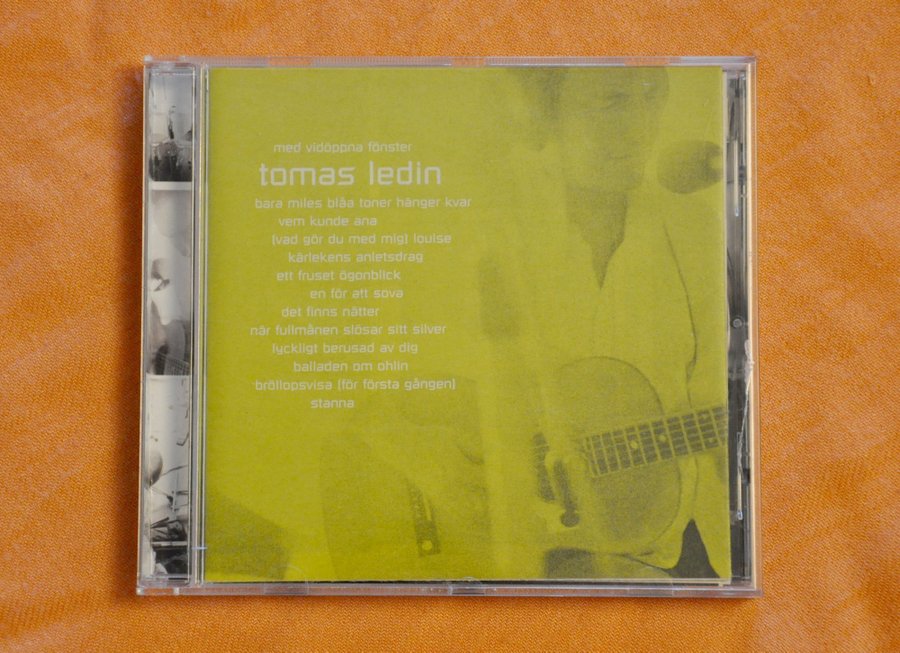 med vidöppna fönster
tomas ledin
bara miles blåa toner hänger kvar
vem kunde ana
(vad gör du med mig) louise
kärlekens anletsdrag
ett fruset ögonblick
en för att sova
det finns nätter
när fullmånen slösar sitt silver
lyckligt berusad av dig
balladen om ohlin
bröllopsvisa (för första gången)
stanna